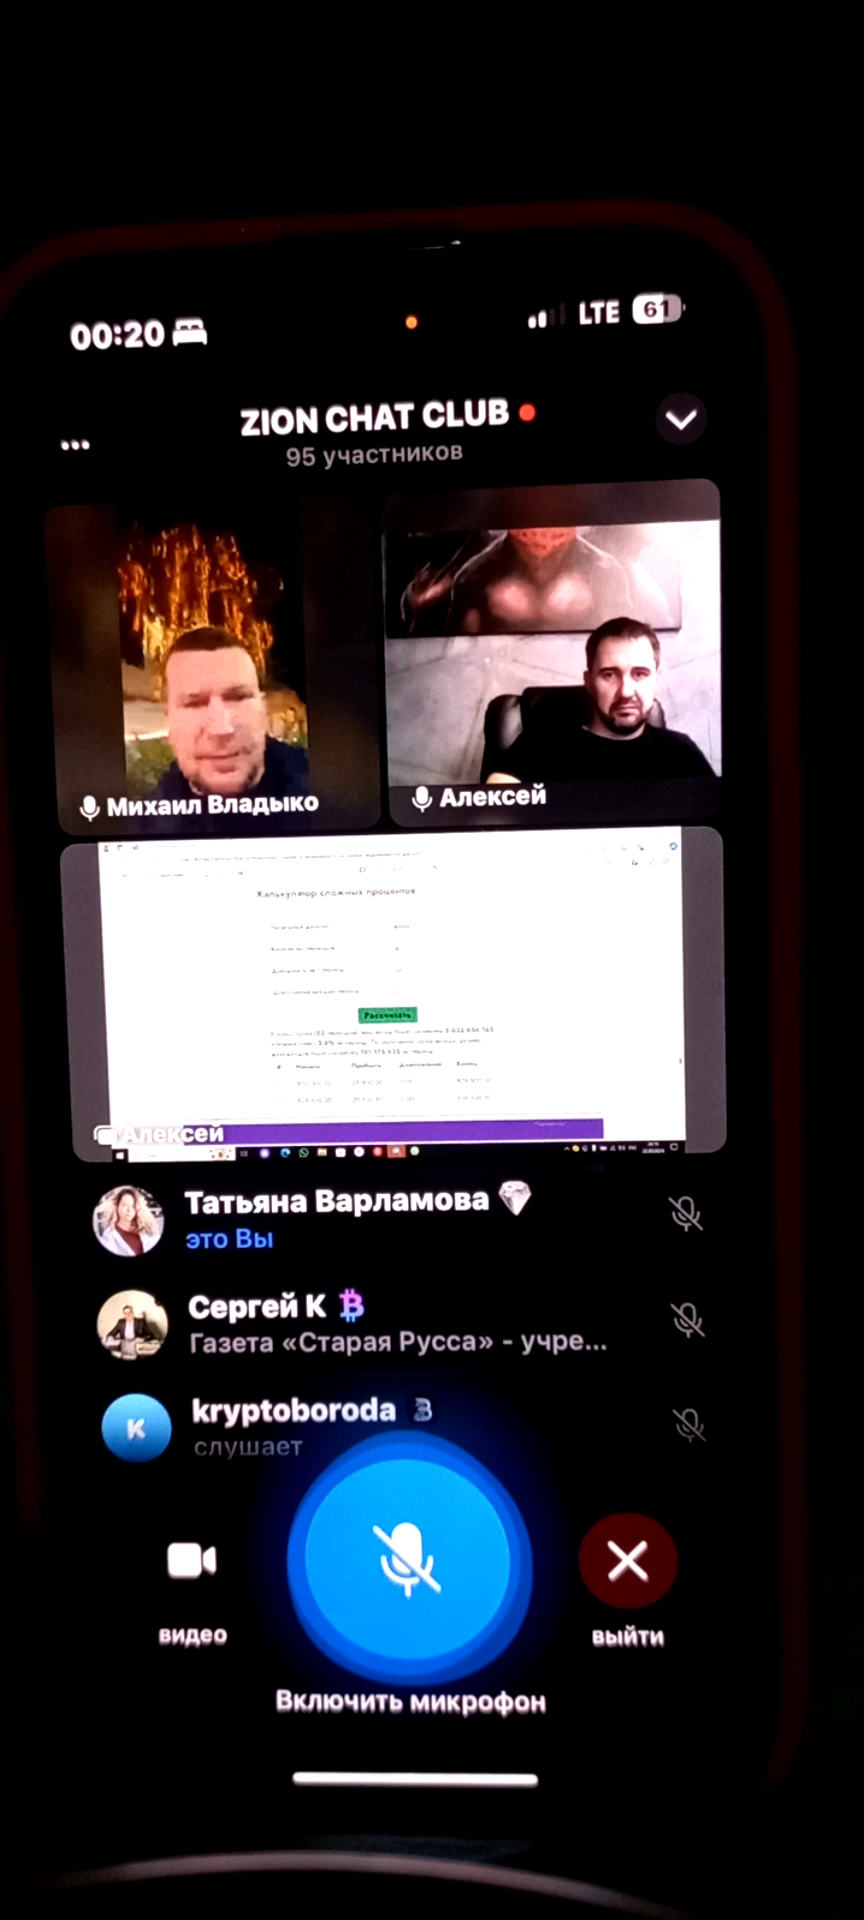 00:20
LTE 61
ZION CHAT CLUB
95 участников
Михаил Владыко
Алексей
Калькулятор сложных процентов
Рассчитать
Алексей
Татьяна Варламова
это Вы
Сергей К
Газета «Старая Русса» - учре...
K
kryptoboroda
слушает
видео
выйти
Включить микрофон